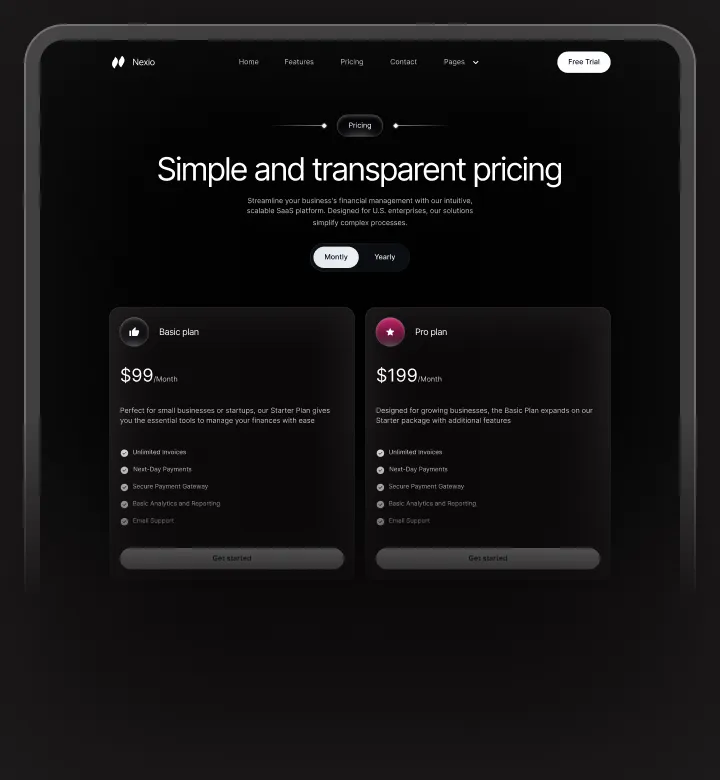 Nexio
Home
Features
Pricing
Contact
Pages
Free Trial
Pricing
Simple and transparent pricing
Streamline your business's financial management with our intuitive,
scalable SaaS platform. Designed for U.S. enterprises, our solutions
simplify complex processes.
Montly
Yearly
Basic plan
$99/Month
Perfect for small businesses or startups, our Starter Plan gives
you the essential tools to manage your finances with ease
Unlimited Invoices
Next-Day Payments
Secure Payment Gateway
Basic Analytics and Reporting
Email Support
Get started
Pro plan
$199/Month
Designed for growing businesses, the Basic Plan expands on our
Starter package with additional features
Unlimited Invoices
Next-Day Payments
Secure Payment Gateway
Basic Analytics and Reporting
Email Support
Get started